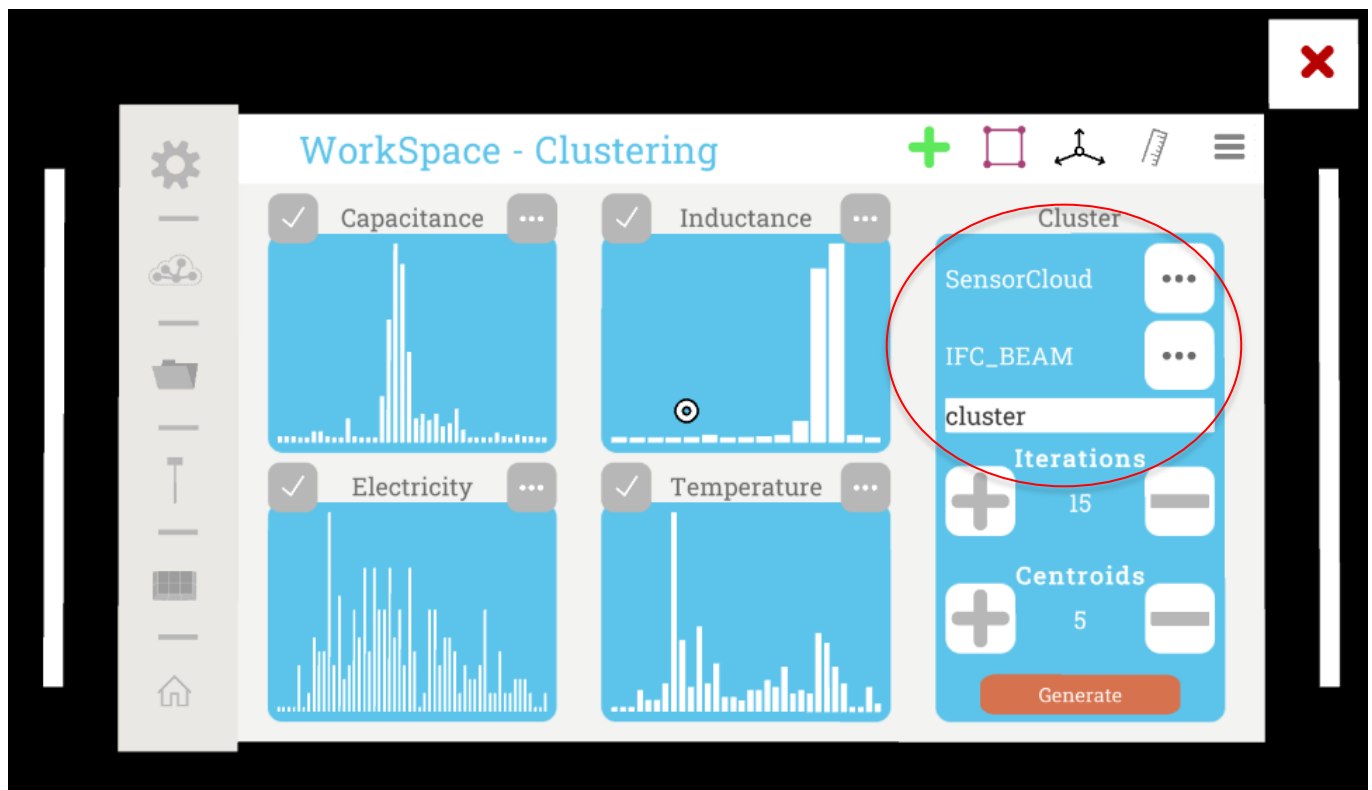 WorkSpace - Clustering
Capacitance
Inductance
Cluster
SensorCloud
IFC_BEAM
cluster
Electricity
Temperature
Iterations
15
Centroids
5
Generate